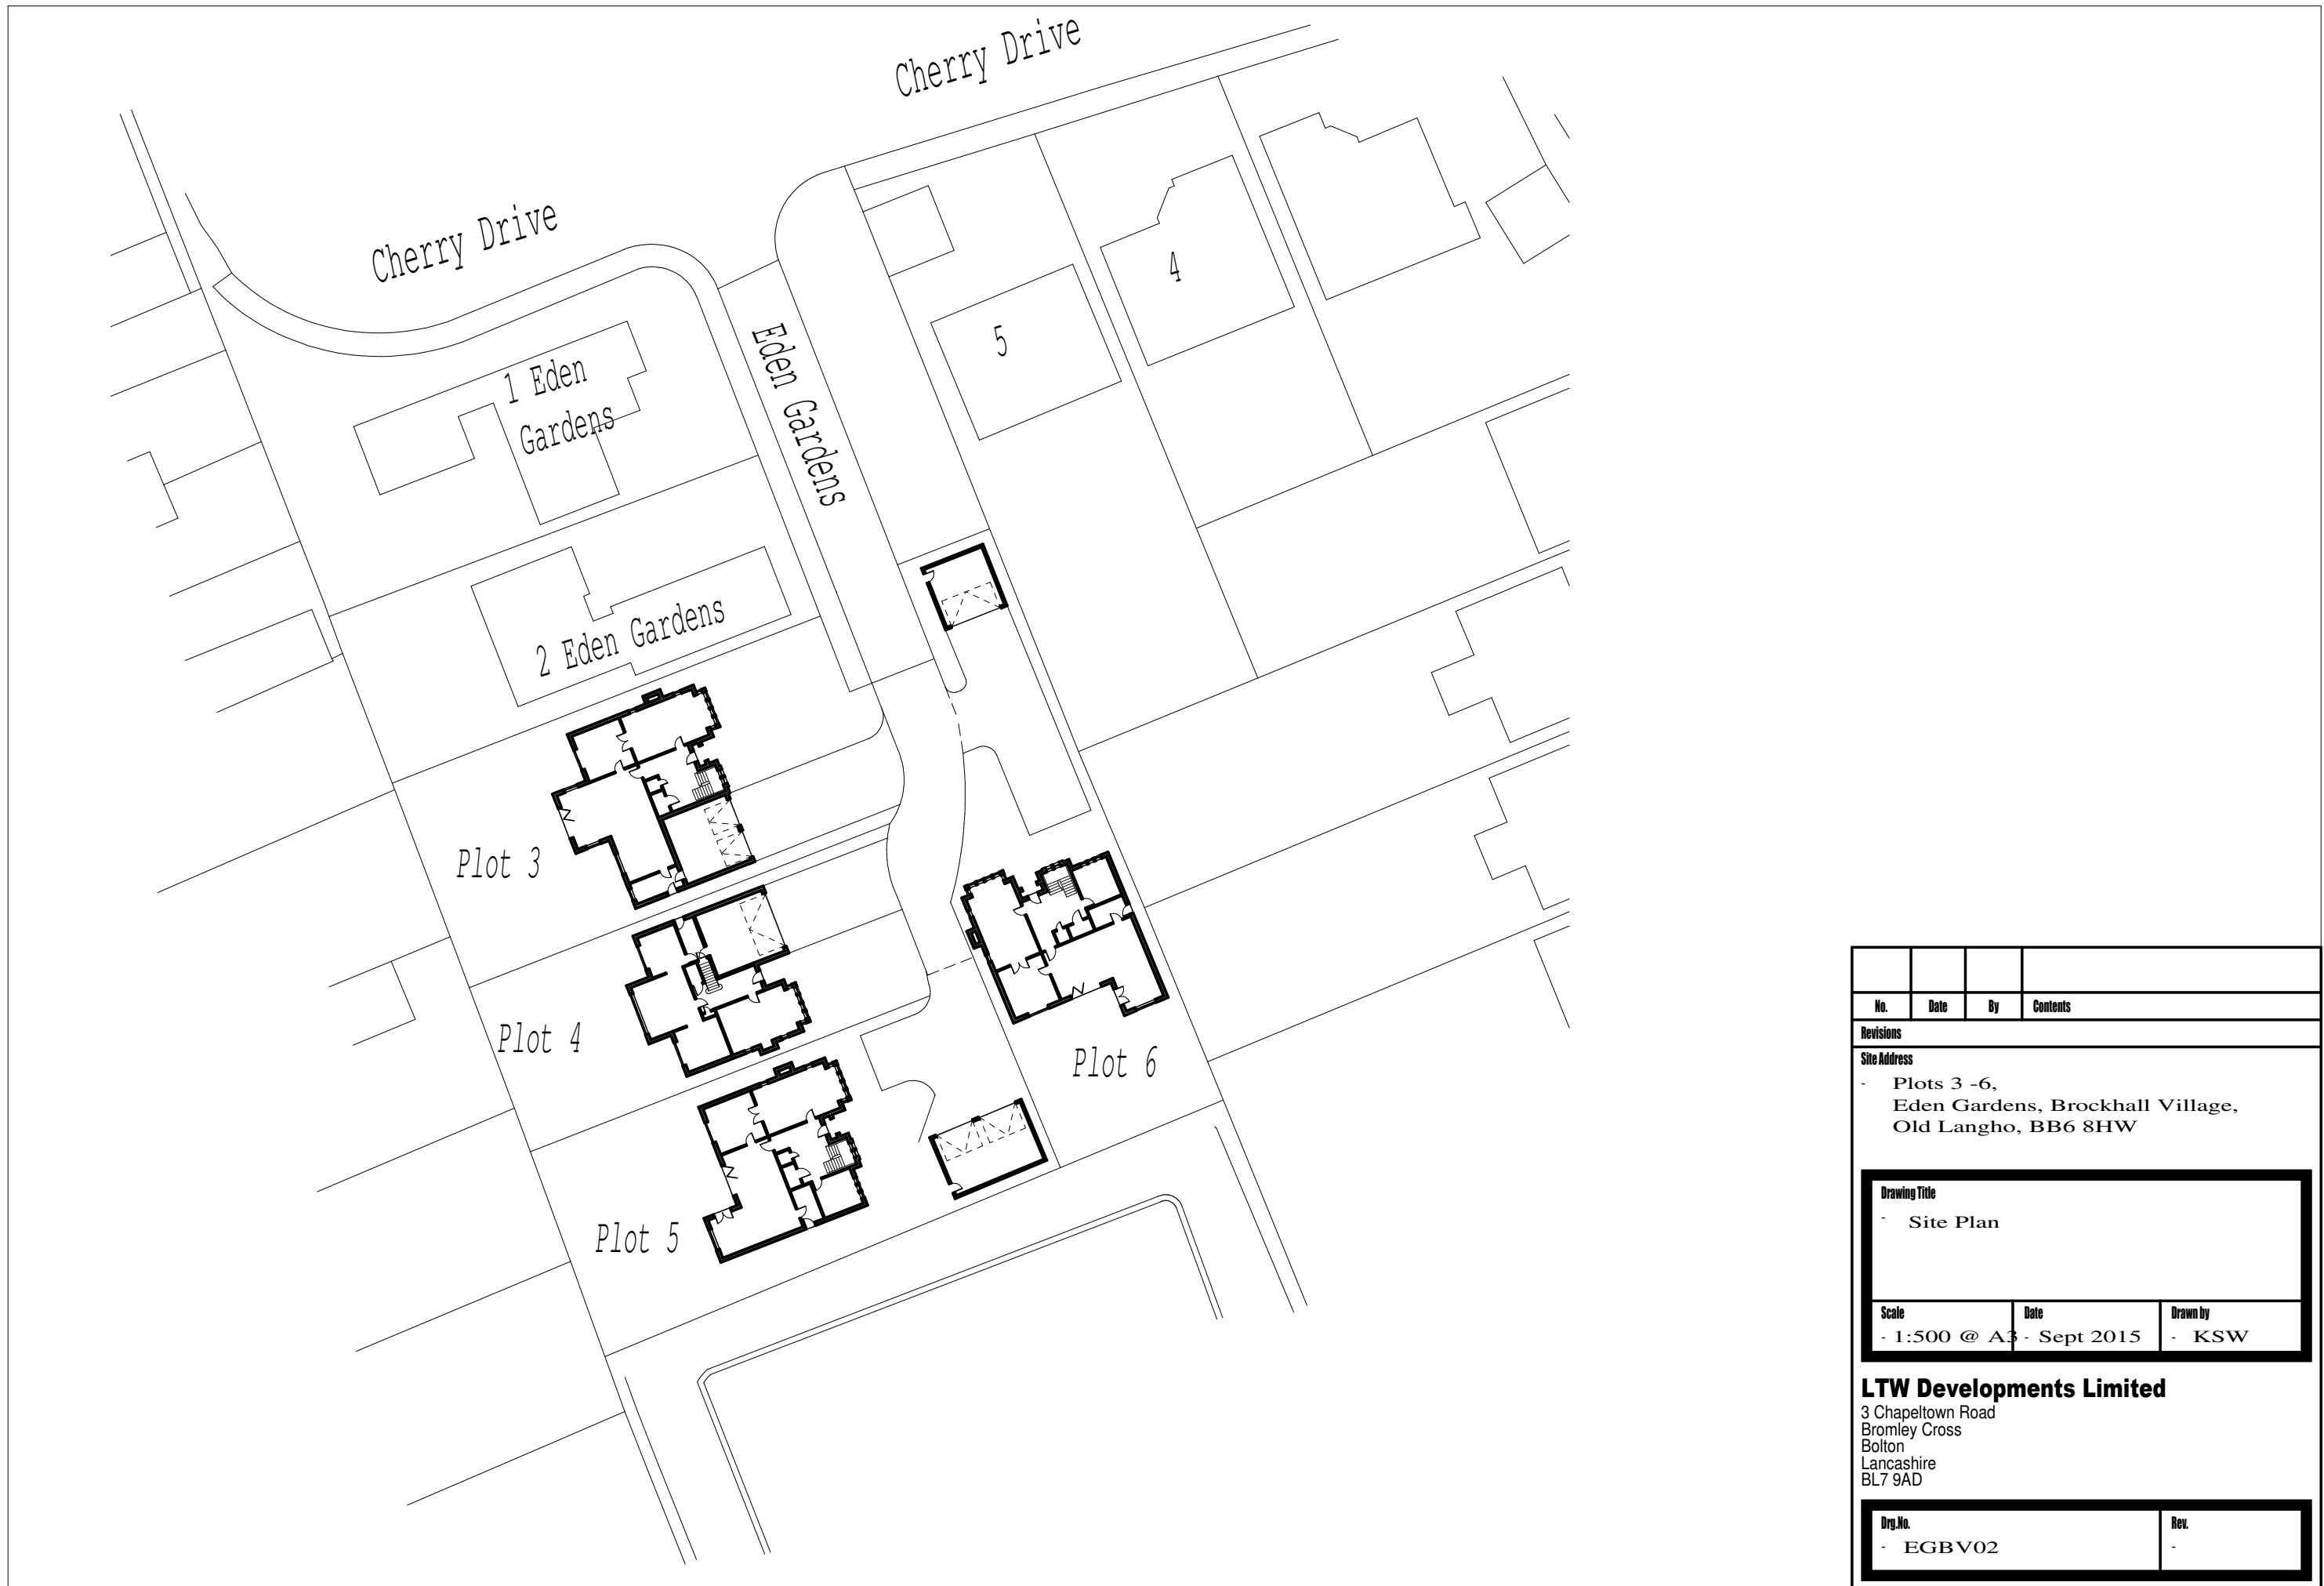 Cherry Drive
Cherry Drive
Eden Gardens
1 Eden
Gardens
5
4
2 Eden Gardens
Plot 3
Plot 4
Plot 5
Plot 6
No. Date By Contents
Revisions
Site Address
- Plots 3 -6,
Eden Gardens, Brockhall Village,
Old Langho, BB6 8HW
Drawing Title
- Site Plan
Scale Date Drawn by
- 1:500 @ A3 - Sept 2015 - KSW
LTW Developments Limited
3 Chapeltown Road
Bromley Cross
Bolton
Lancashire
BL7 9AD
Drg.No. Rev.
- EGBV02 -